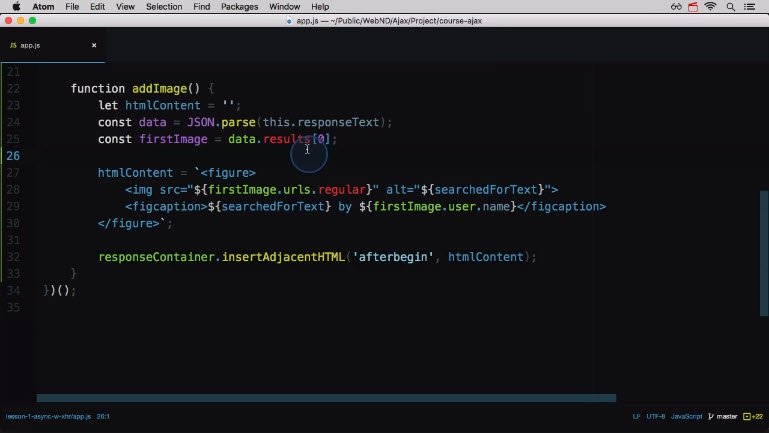 Atom File Edit View Selection Find Packages Window Help
app.js — ~/Public/WebND/Ajax/Project/course-ajax
JS app.js ×
21
22 function addImage() {
23 let htmlContent = '';
24 const data = JSON.parse(this.responseText);
25 const firstImage = data.results[0];
26
27 htmlContent = `<figure>
28 <img src="${firstImage.urls.regular}" alt="${searchedForText}">
29 <figcaption>${searchedForText} by ${firstImage.user.name}</figcaption>
30 </figure>`;
31
32 responseContainer.insertAdjacentHTML('afterbegin', htmlContent);
33 }
34 })();
35
lesson-1-async-w-xhr/app.js 26:1 LF UTF-8 JavaScript master +22